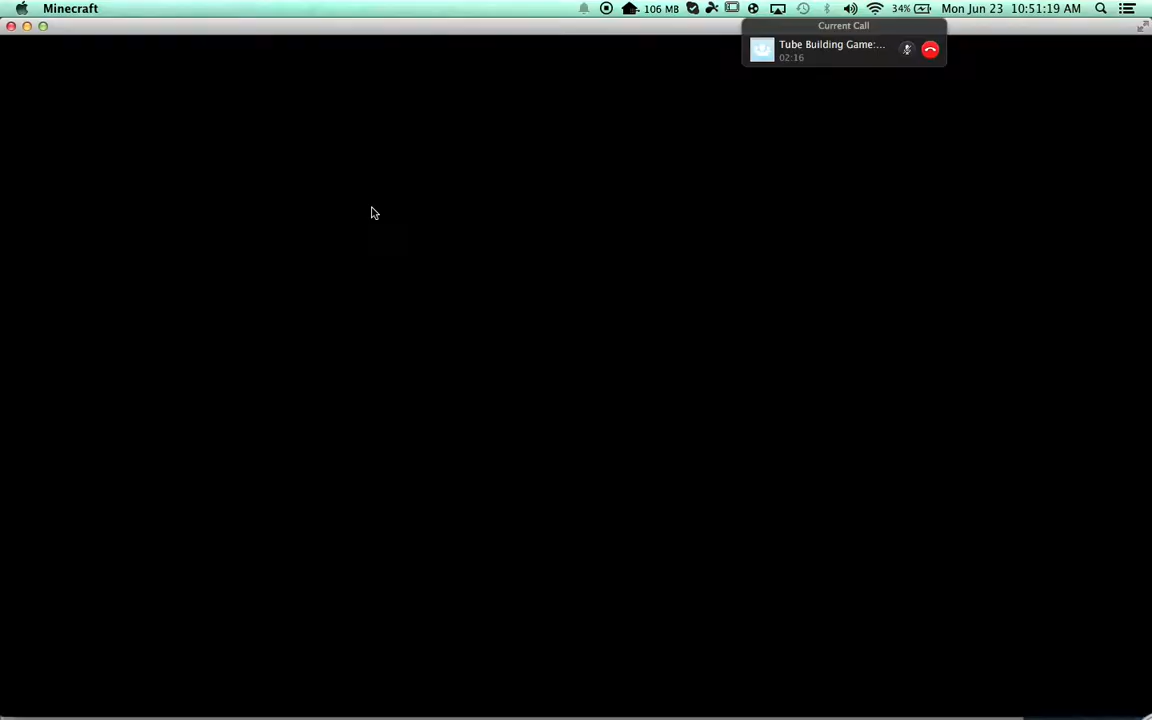 Minecraft 106 MB 34% Mon Jun 23 10:51:19 AM
Current Call
Tube Building Game:...
02:16